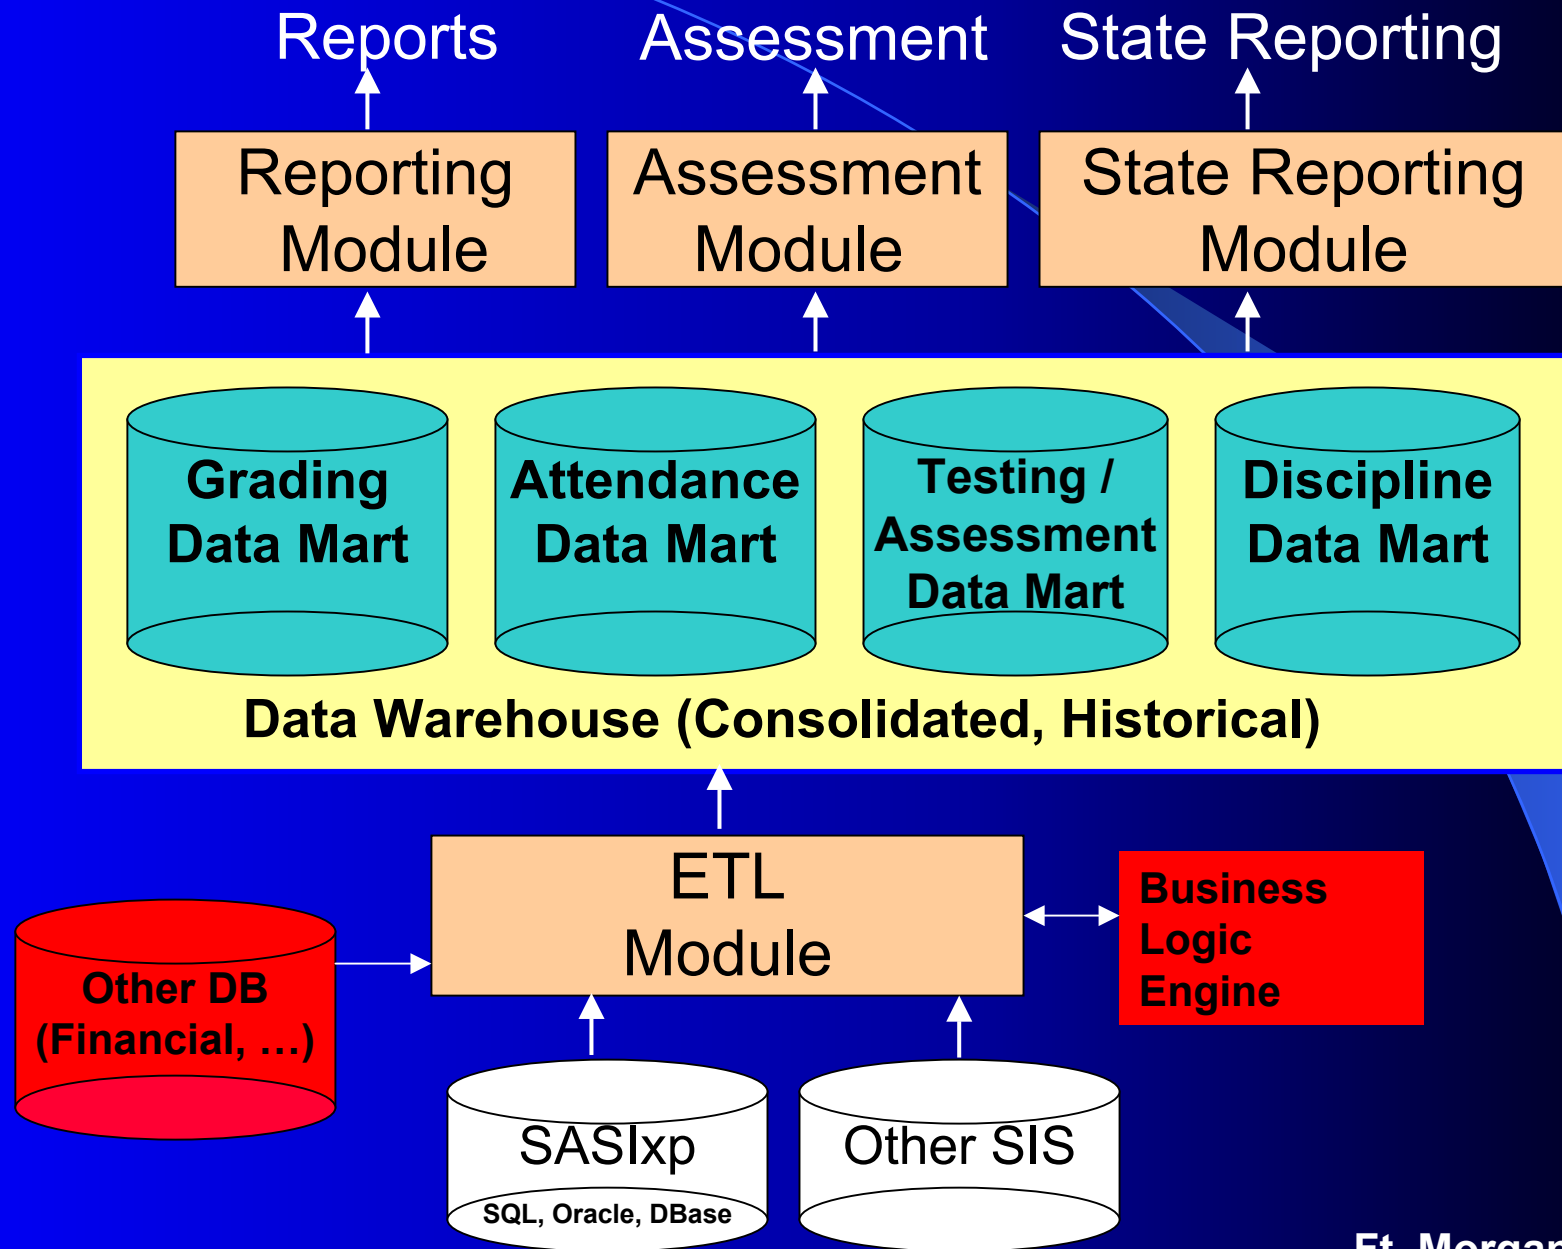 Reports Assessment State Reporting
Reporting
Module
Assessment
Module
State Reporting
Module
Grading
Data Mart
Attendance
Data Mart
Testing /
Assessment
Data Mart
Discipline
Data Mart
Data Warehouse (Consolidated, Historical)
ETL
Module
Business
Logic
Engine
Other DB
(Financial, …)
SASIxp
SQL, Oracle, DBase
Other SIS
Ft. Morgan